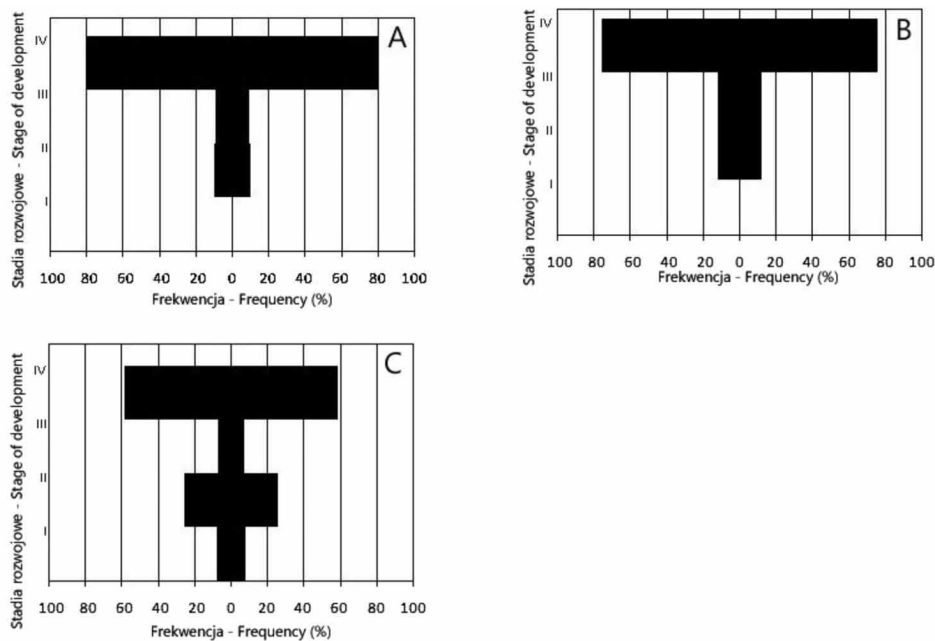 A
Stadia rozwojowe - Stage of development
IV
III
II
I
100 80 60 40 20 0 20 40 60 80 100
Frekwencja - Frequency (%)
B
Stadia rozwojowe - Stage of development
IV
III
II
I
100 80 60 40 20 0 20 40 60 80 100
Frekwencja - Frequency (%)
C
Stadia rozwojowe - Stage of development
IV
III
II
I
100 80 60 40 20 0 20 40 60 80 100
Frekwencja - Frequency (%)